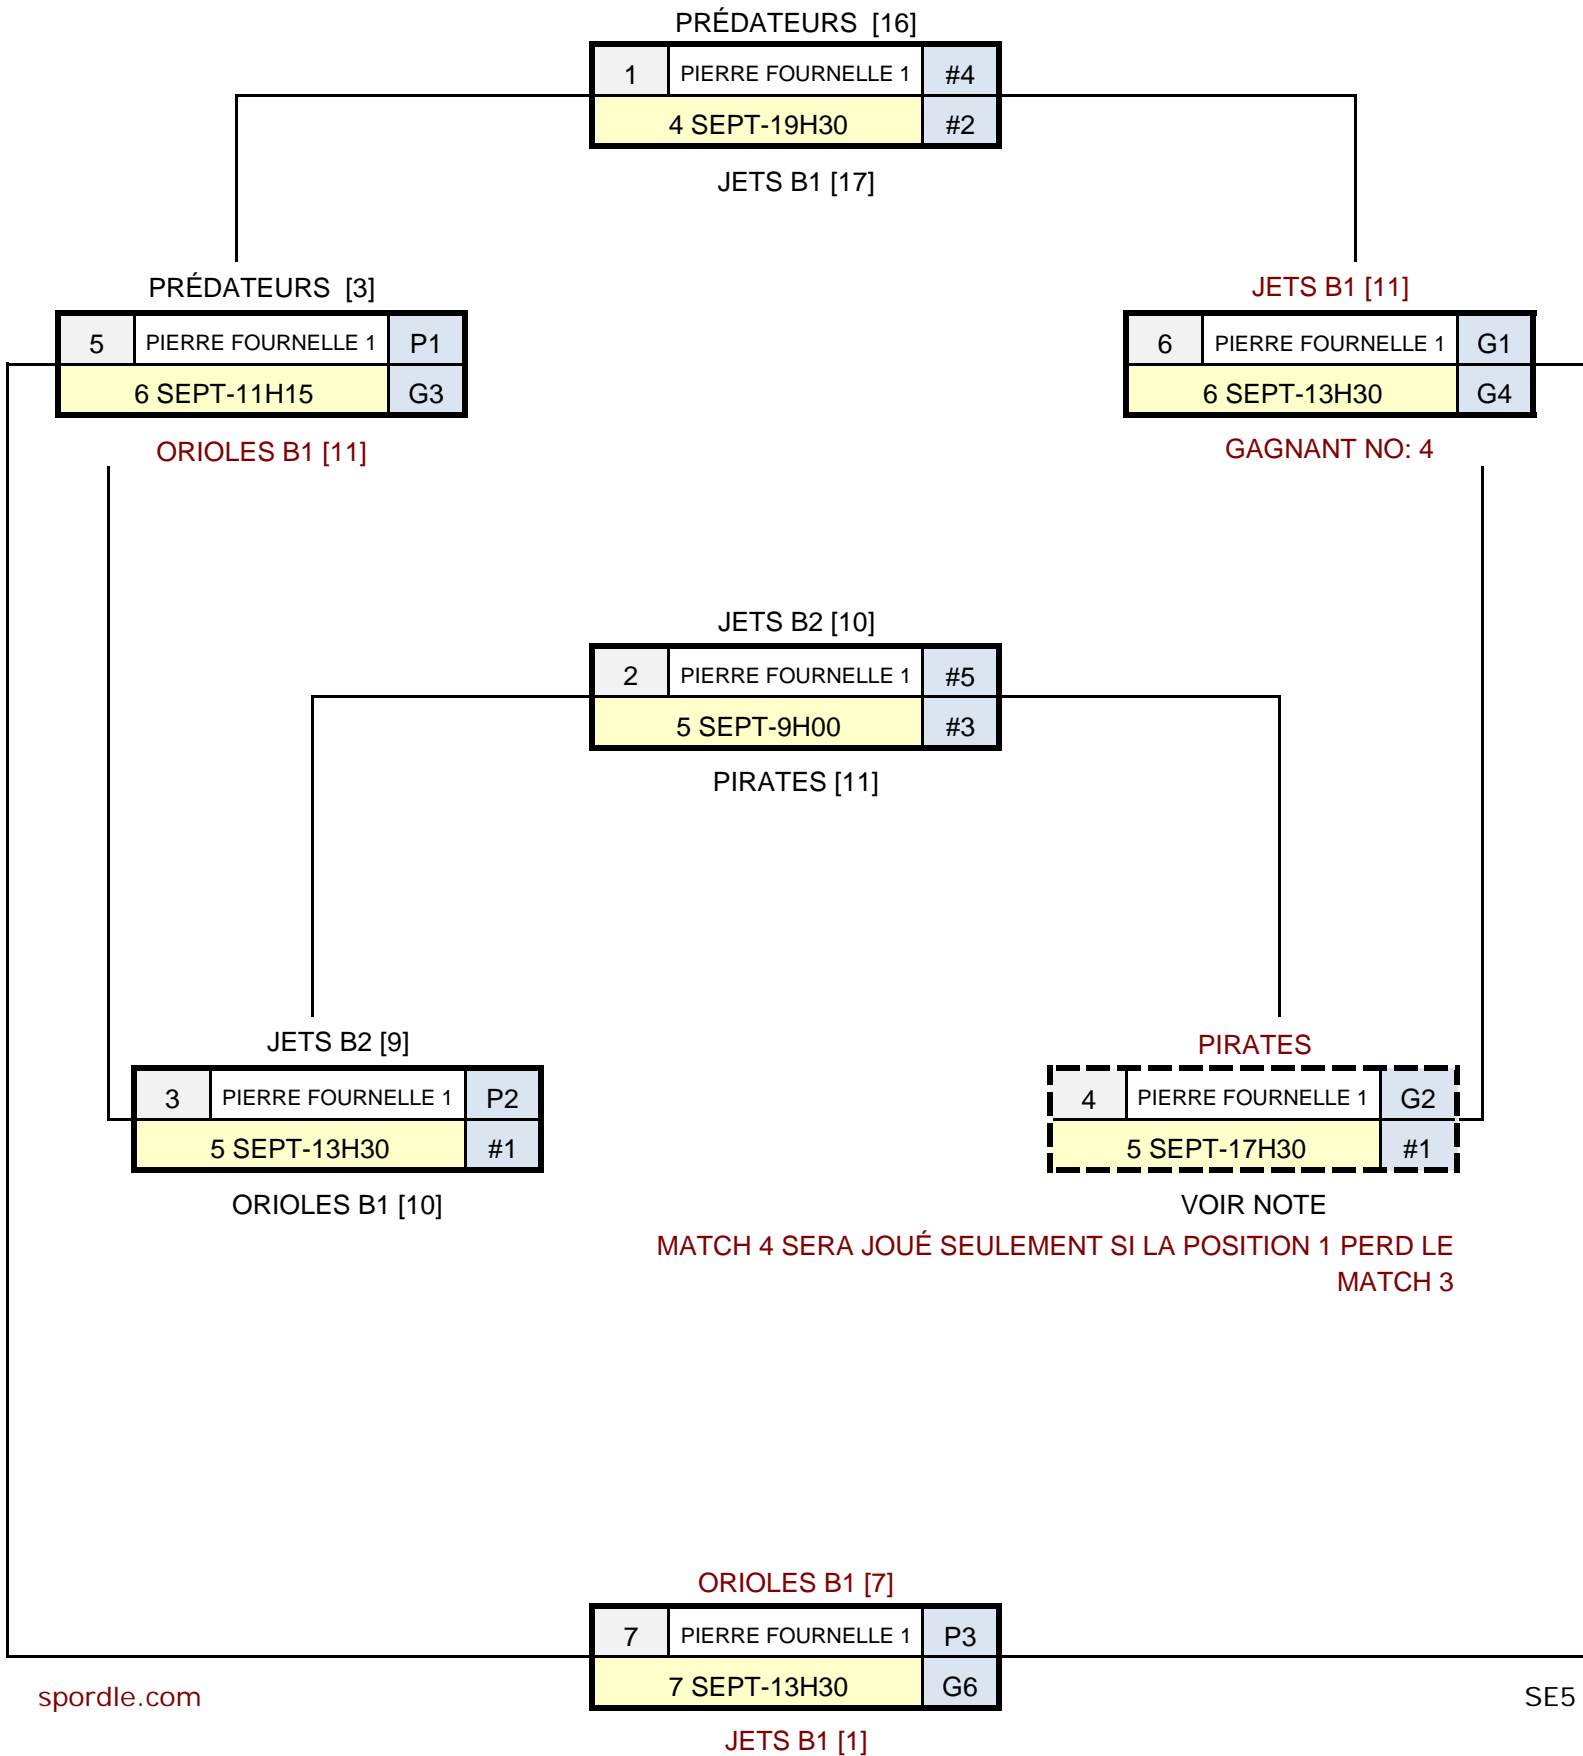 PRÉDATEURS [16]
1 PIERRE FOURNELLE 1 #4
4 SEPT-19H30 #2
JETS B1 [17]
PRÉDATEURS [3]
5 PIERRE FOURNELLE 1 P1
6 SEPT-11H15 G3
ORIOLES B1 [11]
JETS B1 [11]
6 PIERRE FOURNELLE 1 G1
6 SEPT-13H30 G4
GAGNANT NO: 4
JETS B2 [10]
2 PIERRE FOURNELLE 1 #5
5 SEPT-9H00 #3
PIRATES [11]
JETS B2 [9]
3 PIERRE FOURNELLE 1 P2
5 SEPT-13H30 #1
ORIOLES B1 [10]
PIRATES
4 PIERRE FOURNELLE 1 G2
5 SEPT-17H30 #1
VOIR NOTE
MATCH 4 SERA JOUÉ SEULEMENT SI LA POSITION 1 PERD LE
MATCH 3
ORIOLES B1 [7]
7 PIERRE FOURNELLE 1 P3
7 SEPT-13H30 G6
JETS B1 [1]
spordle.com
SE5